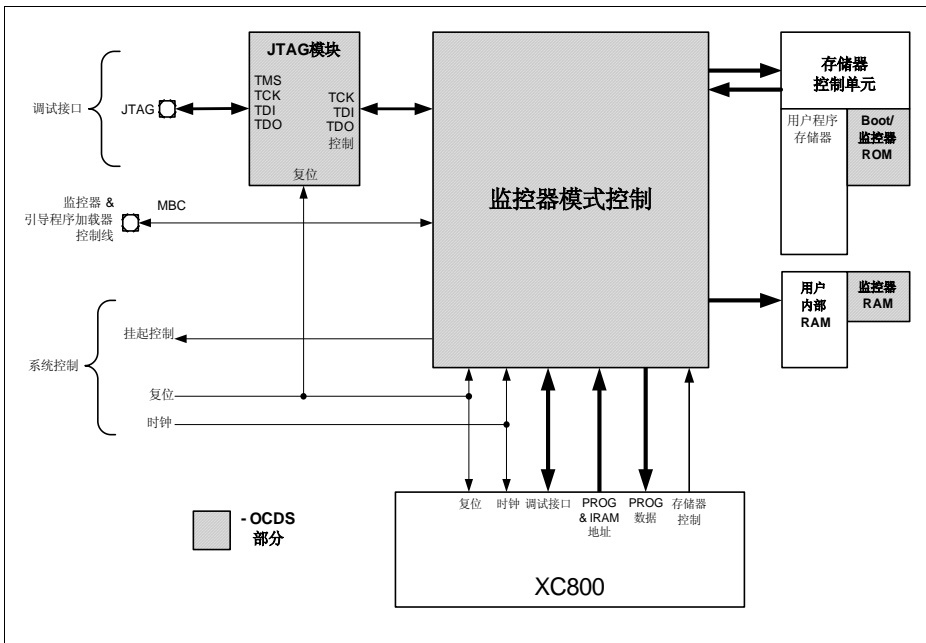 JTAG模块
TMS
TCK
TDI
TDO
TCK
TDI
TDO
控制
复位
调试接口
JTAG
监控器 &
引导程序加载器
控制线
MBC
监控器模式控制
存储器
控制单元
用户程序
存储器
Boot/
监控器
ROM
用户
内部
RAM
监控器
RAM
系统控制
挂起控制
复位
时钟
复位
时钟
调试接口
PROG
& IRAM
地址
PROG
数据
存储器
控制
- OCDS
部分
XC800